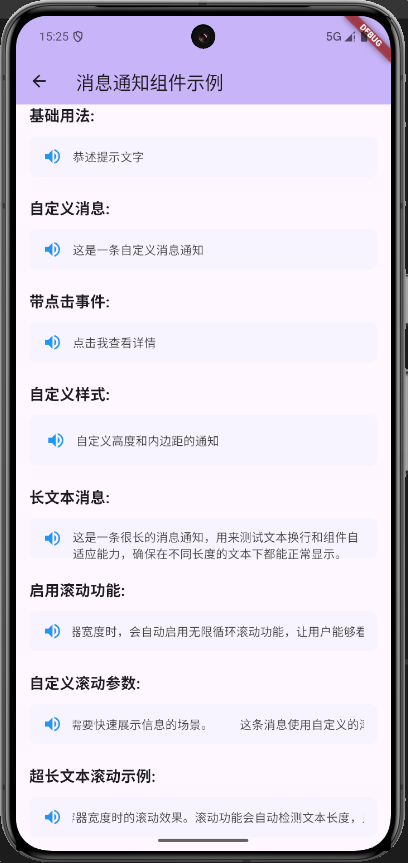 15:25
5G
DEBUG
消息通知组件示例
基础用法:
恭述提示文字
自定义消息:
这是一条自定义消息通知
带点击事件:
点击我查看详情
自定义样式:
自定义高度和内边距的通知
长文本消息:
这是一条很长的消息通知，用来测试文本换行和组件自
适应能力，确保在不同长度的文本下都能正常显示。
启用滚动功能:
器宽度时，会自动启用无限循环滚动功能，让用户能够看
自定义滚动参数:
需要快速展示信息的场景。 这条消息使用自定义的
超长文本滚动示例:
器宽度时的滚动效果。滚动功能会自动检测文本长度，